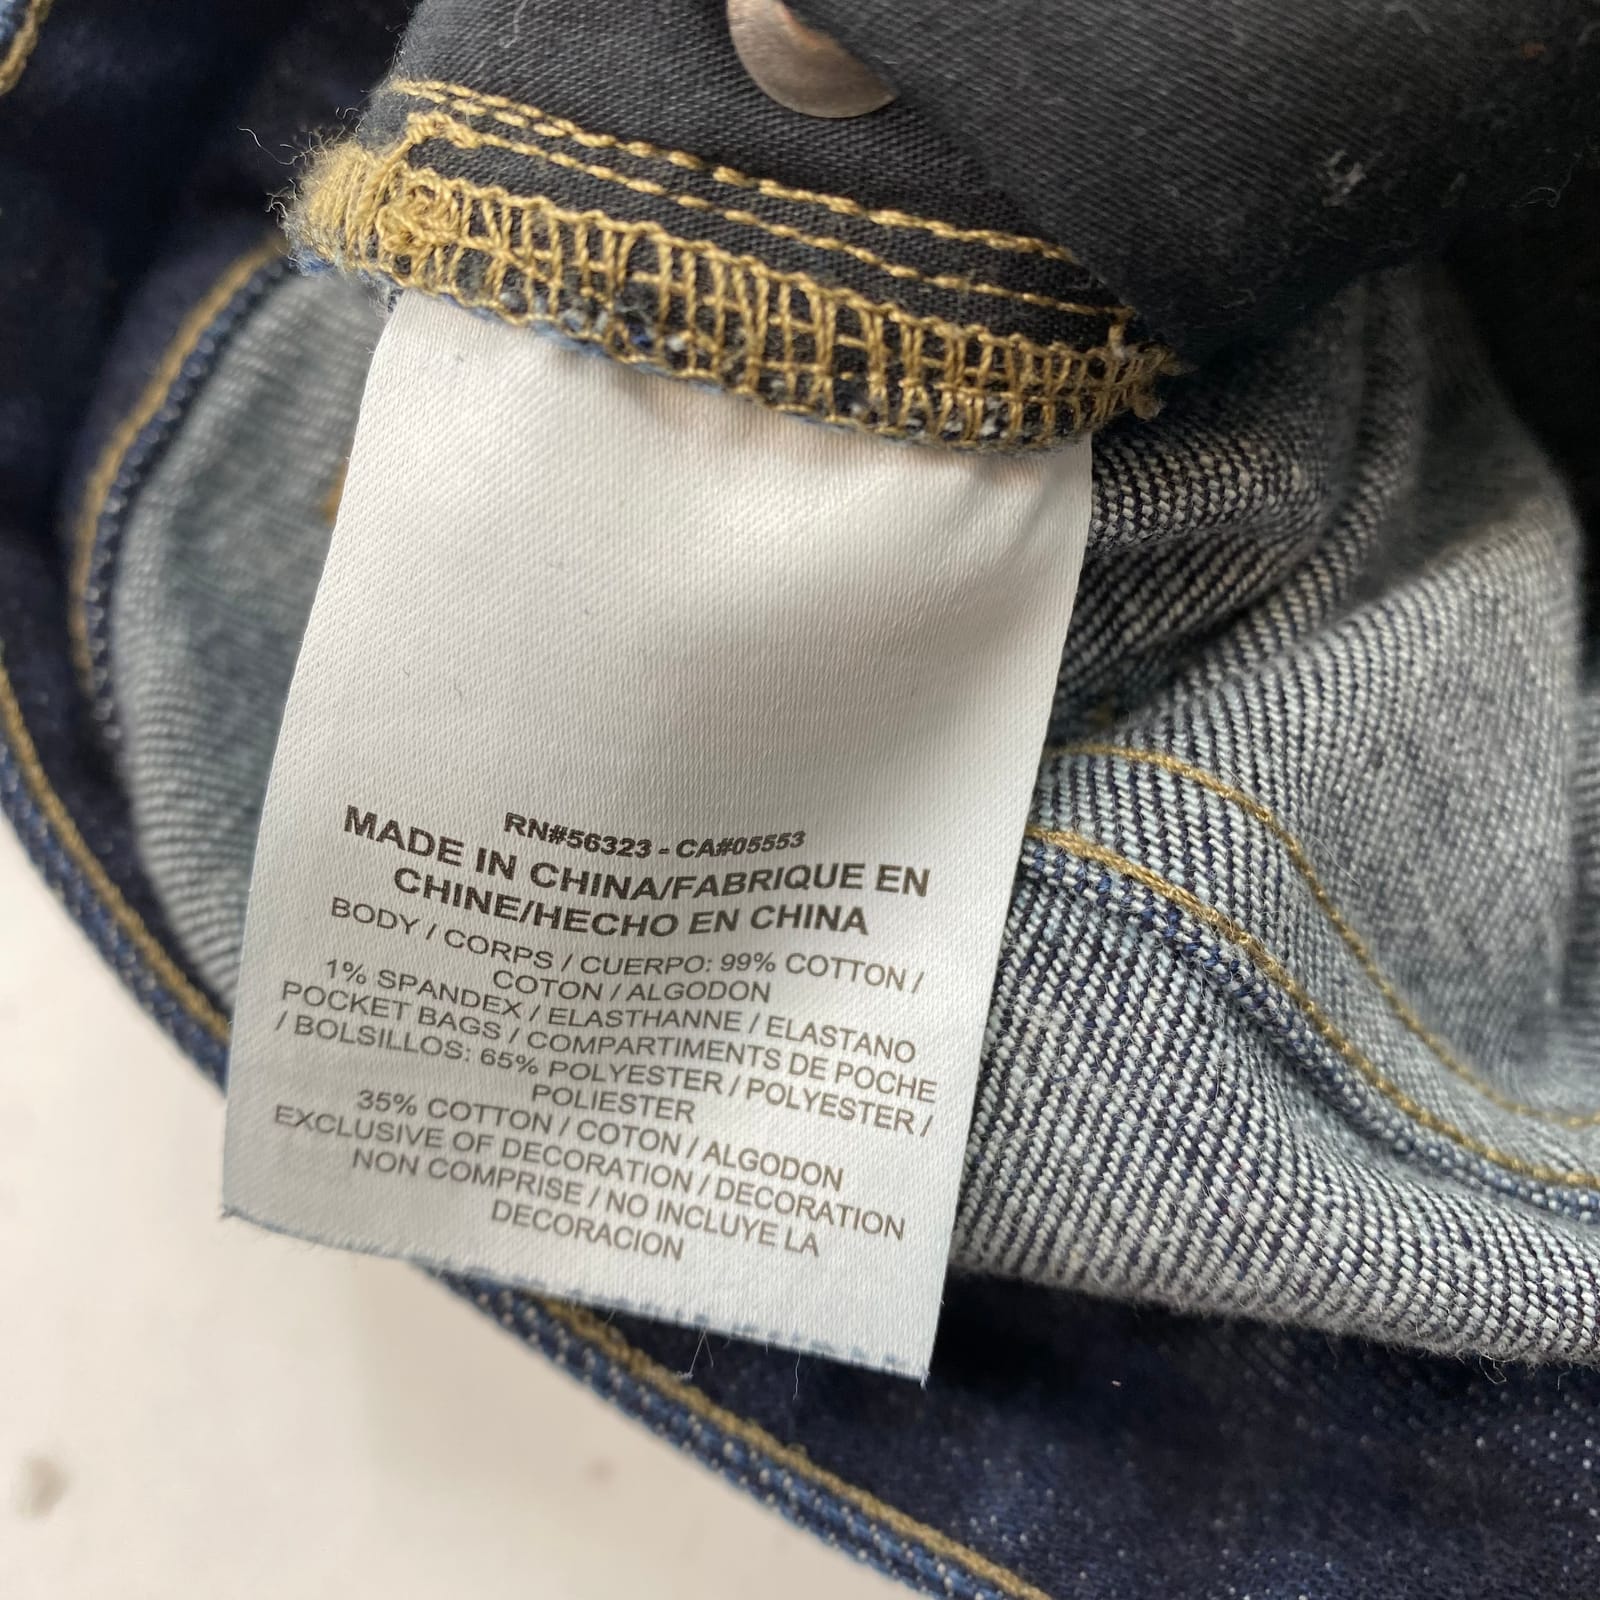 RN#56323 - CA#05553
MADE IN CHINA/FABRIQUE EN
CHINE/HECHO EN CHINA
BODY / CORPS / CUERPO: 99% COTTON /
COTON / ALGODON
1% SPANDEX / ELASTHANNE / ELASTANO
POCKET BAGS / COMPARTIMENTS DE POCHE
/ BOLSILLOS: 65% POLYESTER / POLYESTER /
POLIESTER
35% COTTON / COTON / ALGODON
EXCLUSIVE OF DECORATION / DECORATION
NON COMPRISE / NO INCLUYE LA
DECORACION